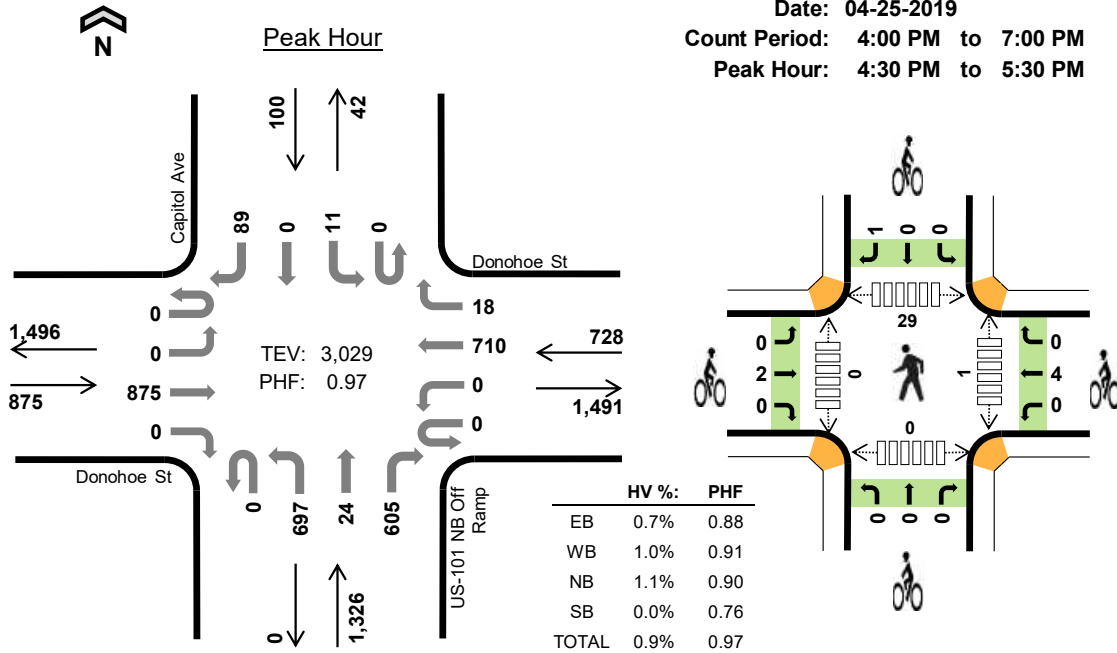 Date: 04-25-2019
Count Period: 4:00 PM to 7:00 PM
Peak Hour: 4:30 PM to 5:30 PM
N
Peak Hour
100
42
Capitol Ave
89
0
11
0
Donohoe St
0
18
1,496
0
710
728
TEV: 3,029
PHF: 0.97
875
875
0
1,491
0
0
Donohoe St
0
697
24
605
US-101 NB Off
Ramp
0
1,326
HV %: PHF
EB 0.7% 0.88
WB 1.0% 0.91
NB 1.1% 0.90
SB 0.0% 0.76
TOTAL 0.9% 0.97
1
0
0
29
0
2
0
0
1
0
4
0
0
0
0
0